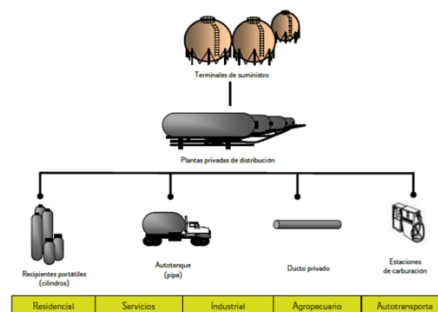 Terminales de suministro
Plantas privadas de distribución
Recipientes portátiles
(cilindros)
Autotanque
(pipa)
Ducto privado
Estaciones
de carburación
Residencial
Servicios
Industrial
Agropecuario
Autotransporte